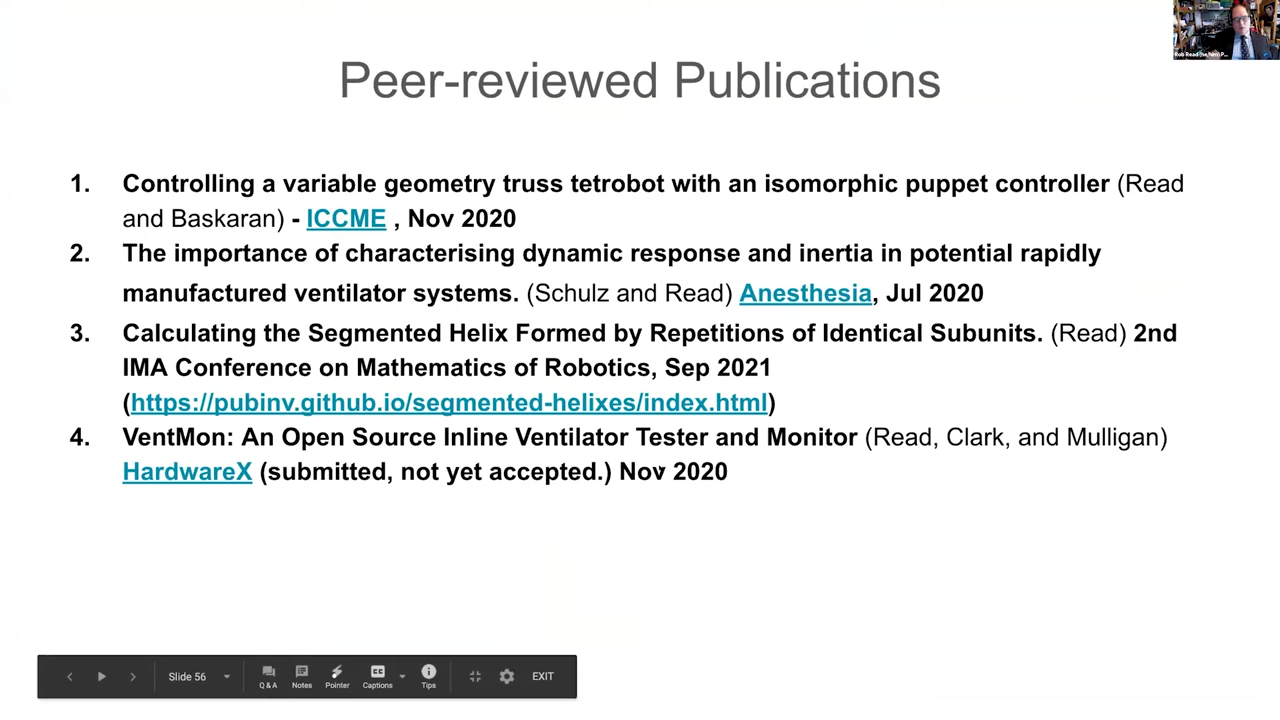 Peer-reviewed Publications
1. Controlling a variable geometry truss tetrobot with an isomorphic puppet controller (Read
and Baskaran) - ICCME , Nov 2020
2. The importance of characterising dynamic response and inertia in potential rapidly
manufactured ventilator systems. (Schulz and Read) Anesthesia, Jul 2020
3. Calculating the Segmented Helix Formed by Repetitions of Identical Subunits. (Read) 2nd
IMA Conference on Mathematics of Robotics, Sep 2021
(https://pubinv.github.io/segmented-helixes/index.html)
4. VentMon: An Open Source Inline Ventilator Tester and Monitor (Read, Clark, and Mulligan)
HardwareX (submitted, not yet accepted.) Nov 2020
Rob Read (he/him) P...
Slide 56
Q & A
Notes
Pointer
CC
Captions
Tips
EXIT